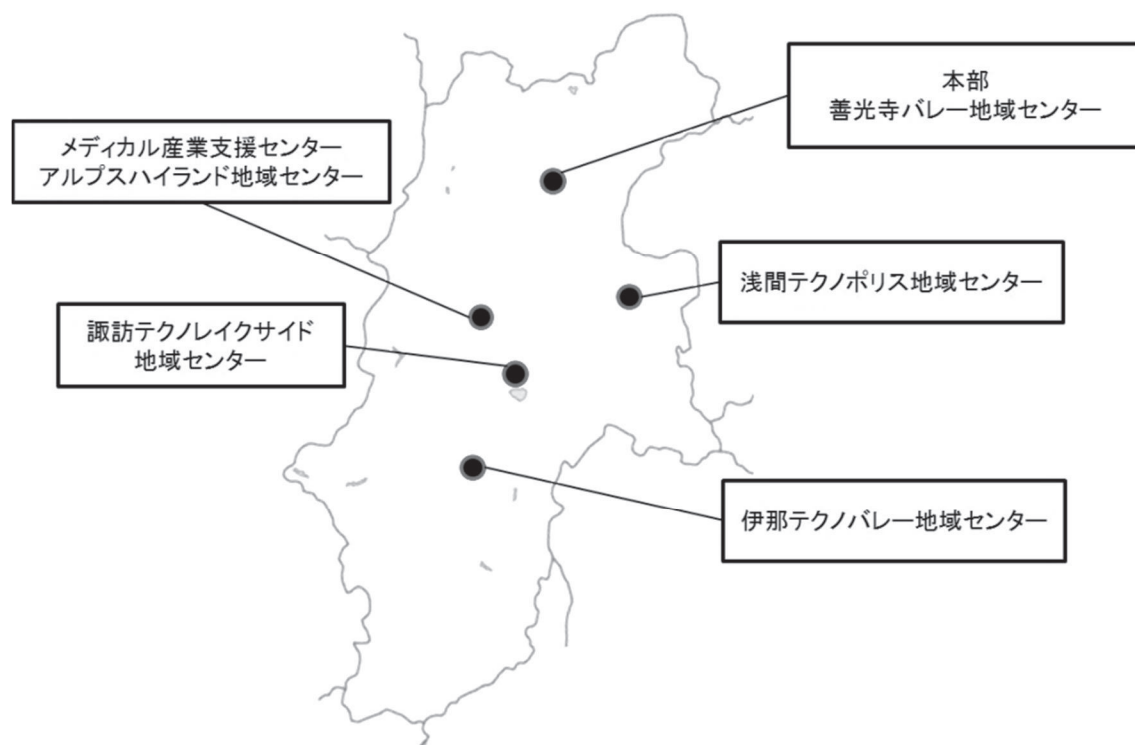 本部
善光寺バレー地域センター
メディカル産業支援センター
アルプスハイランド地域センター
浅間テクノポリス地域センター
諏訪テクノレイクサイド
地域センター
伊那テクノバレー地域センター